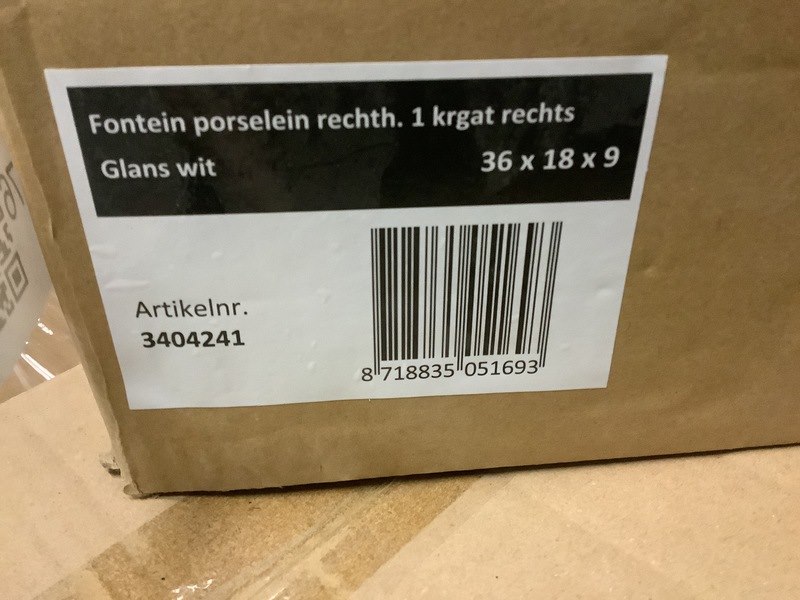 Fontein porselein rechth. 1 krgat rechts
Glans wit 36 x 18 x 9
Artikelnr.
3404241
8 718835 051693